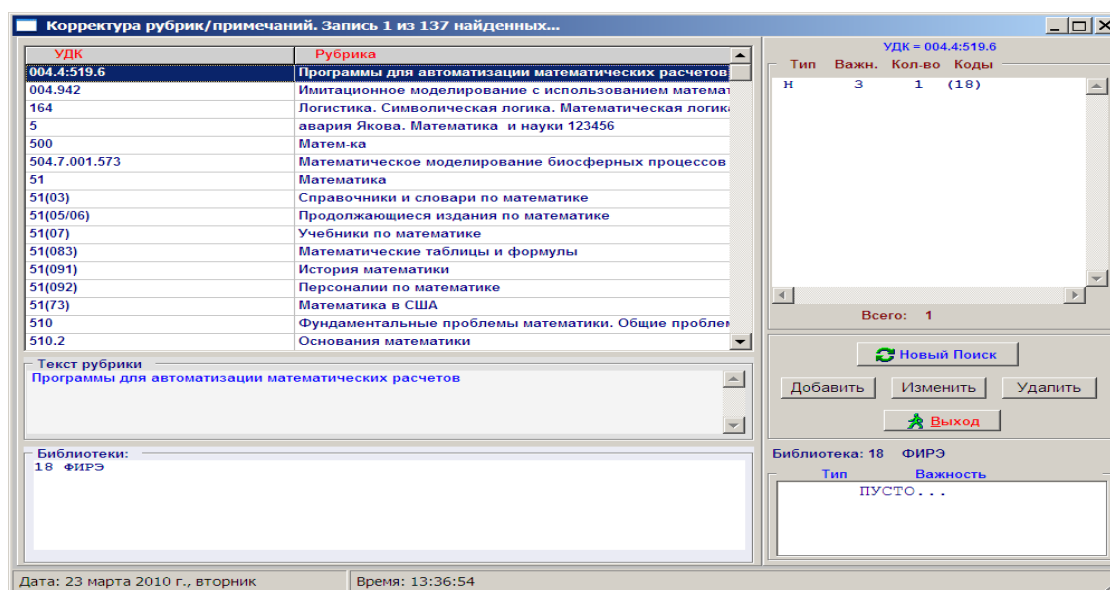 Корректура рубрик/примечаний. Запись 1 из 137 найденных...
УДК Рубрика
004.4:519.6 Программы для автоматизации математических расчетов
004.942 Имитационное моделирование с использованием матема
164 Логистика. Символическая логика. Математическая логик
5 авария Якова. Математика и науки 123456
500 Матем-ка
504.7.001.573 Математическое моделирование биосферных процессов
51 Математика
51(03) Справочники и словари по математике
51(05/06) Продолжающиеся издания по математике
51(07) Учебники по математике
51(083) Математические таблицы и формулы
51(091) История математики
51(092) Персоналии по математике
51(73) Математика в США
510 Фундаментальные проблемы математики. Общие пробле
510.2 Основания математики
Текст рубрики
Программы для автоматизации математических расчетов
Библиотеки:
18 ФИРЭ
УДК = 004.4:519.6
Тип Важн. Кол-во Коды
Н 3 1 (18)
Всего: 1
Новый Поиск
Добавить Изменить Удалить
Выход
Библиотека: 18 ФИРЭ
Тип Важность
ПУСТО...
Дата: 23 марта 2010 г., вторник Время: 13:36:54